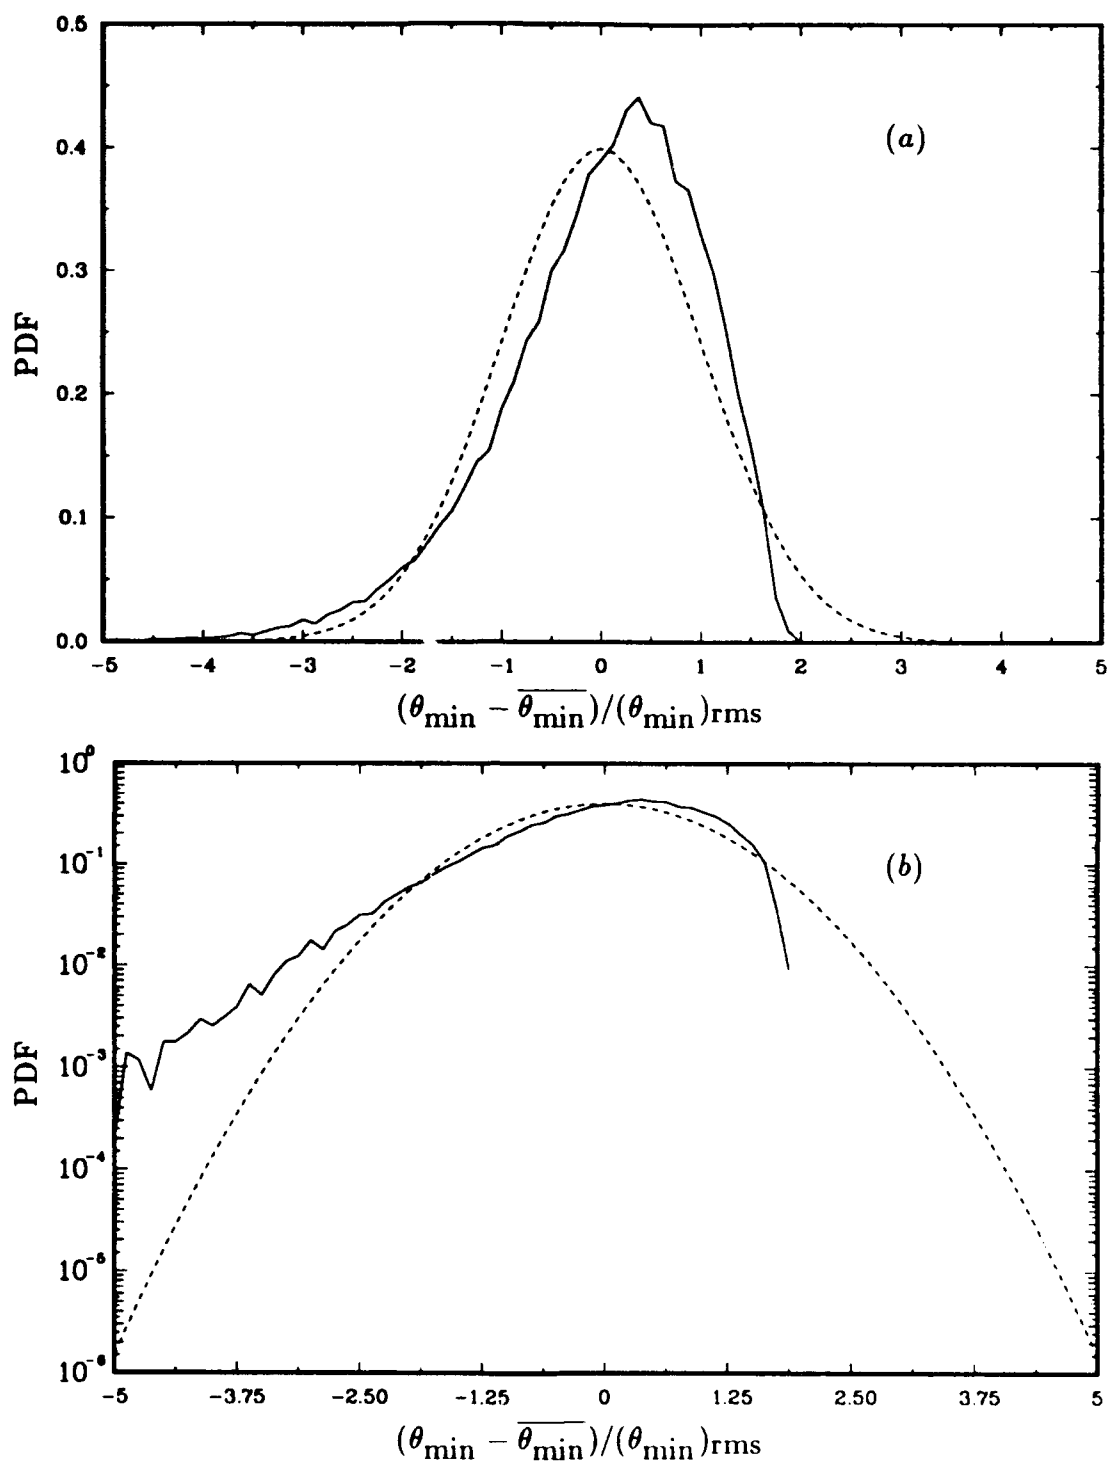 0.5
(a)
0.4
0.3
PDF
0.2
0.1
0.0
-5 -4 -3 -2 -1 0 1 2 3 4 5
(θmin − θ̅m̅i̅n̅)/(θmin)rms
10⁰
(b)
10⁻¹
10⁻²
PDF
10⁻³
10⁻⁴
10⁻⁵
10⁻⁶
-5 -3.75 -2.50 -1.25 0 1.25 2.50 3.75 5
(θmin − θ̅m̅i̅n̅)/(θmin)rms